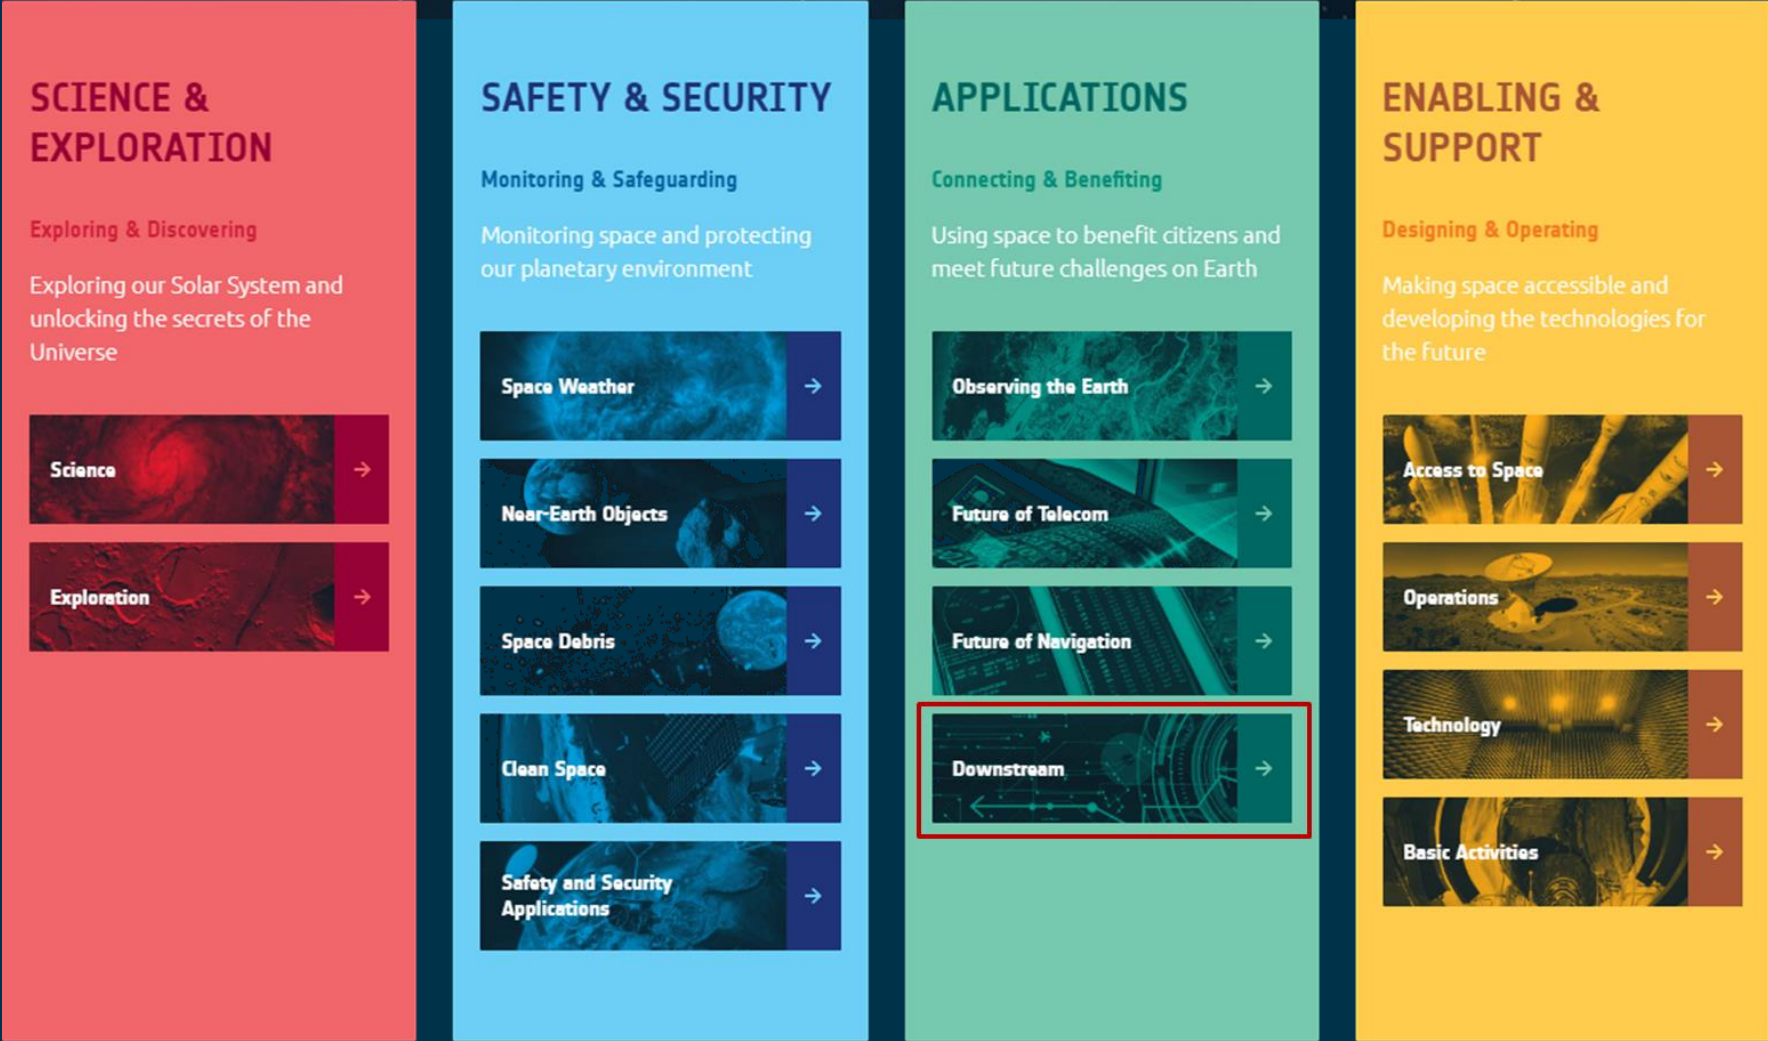 SCIENCE &
EXPLORATION
Exploring & Discovering
Exploring our Solar System and
unlocking the secrets of the
Universe
Science
Exploration
SAFETY & SECURITY
Monitoring & Safeguarding
Monitoring space and protecting
our planetary environment
Space Weather
Near-Earth Objects
Space Debris
Clean Space
Safety and Security
Applications
APPLICATIONS
Connecting & Benefiting
Using space to benefit citizens and
meet future challenges on Earth
Observing the Earth
Future of Telecom
Future of Navigation
Downstream
ENABLING &
SUPPORT
Designing & Operating
Making space accessible and
developing the technologies for
the future
Access to Space
Operations
Technology
Basic Activities